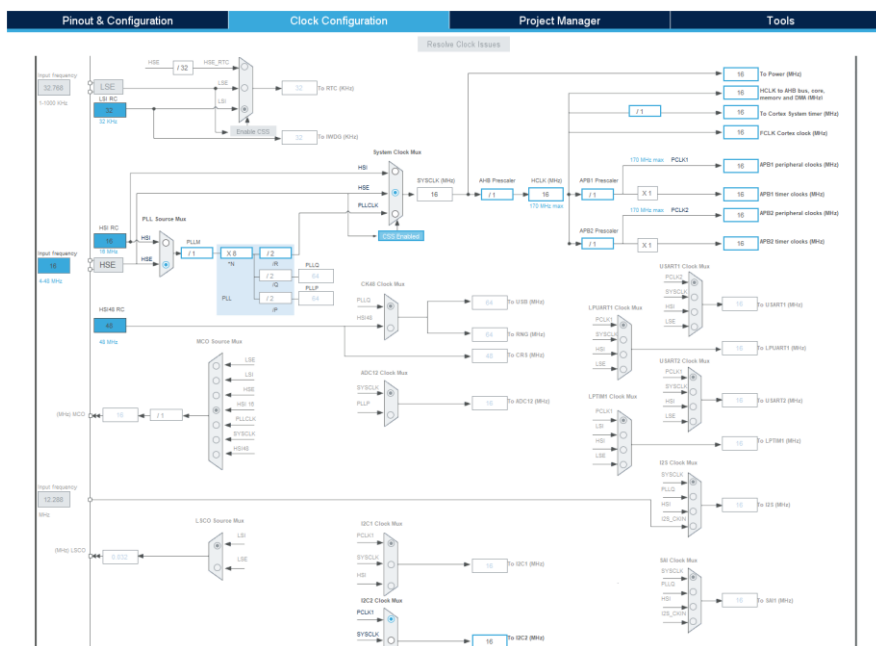 Pinout & Configuration
Clock Configuration
Project Manager
Tools
Resolve Clock Issues
HSE
/ 32
HSE_RTC
Input frequency
32.768
LSE
1-1000 KHz
LSE
32
To RTC (KHz)
LSI RC
32
32 KHz
LSI
Enable CSS
32
To IWDG (KHz)
System Clock Mux
HSI
HSE
PLLCLK
CSS Enabled
SYSCLK (MHz)
16
AHB Prescaler
/ 1
HCLK (MHz)
16
170 MHz max
APB1 Prescaler
/ 1
X 1
APB2 Prescaler
/ 1
X 1
16
To Power (MHz)
16
HCLK to AHB bus, core,
memory and DMA (MHz)
/ 1
16
To Cortex System timer (MHz)
16
FCLK Cortex clock (MHz)
170 MHz max
PCLK1
16
APB1 peripheral clocks (MHz)
16
APB1 timer clocks (MHz)
170 MHz max
PCLK2
16
APB2 peripheral clocks (MHz)
16
APB2 timer clocks (MHz)
HSI RC
16
16 MHz
Input frequency
16
HSE
4-48 MHz
PLL Source Mux
HSI
HSE
PLLM
/ 1
X 8
*N
/ 2
/R
/ 2
/Q
/ 2
/P
PLL
PLLQ
64
PLLP
64
HSI48 RC
48
48 MHz
CK48 Clock Mux
PLLQ
HSI48
64
To USB (MHz)
64
To RNG (MHz)
48
To CRS (MHz)
MCO Source Mux
LSE
LSI
HSE
HSI 16
PLLCLK
SYSCLK
HSI48
(MHz) MCO
16
/ 1
ADC12 Clock Mux
SYSCLK
PLLP
16
To ADC12 (MHz)
USART1 Clock Mux
PCLK2
SYSCLK
HSI
LSE
16
To USART1 (MHz)
LPUART1 Clock Mux
PCLK1
SYSCLK
HSI
LSE
16
To LPUART1 (MHz)
USART2 Clock Mux
PCLK1
SYSCLK
HSI
LSE
16
To USART2 (MHz)
LPTIM1 Clock Mux
PCLK1
LSI
HSI
LSE
16
To LPTIM1 (MHz)
Input frequency
12.288
MHz
I2S Clock Mux
SYSCLK
PLLQ
HSI
I2S_CKIN
16
To I2S (MHz)
LSCO Source Mux
LSI
LSE
(MHz) LSCO
0.032
I2C1 Clock Mux
PCLK1
SYSCLK
HSI
16
To I2C1 (MHz)
SAI Clock Mux
SYSCLK
PLLQ
HSI
I2S_CKIN
16
To SAI1 (MHz)
I2C2 Clock Mux
PCLK1
SYSCLK
16
To I2C2 (MHz)